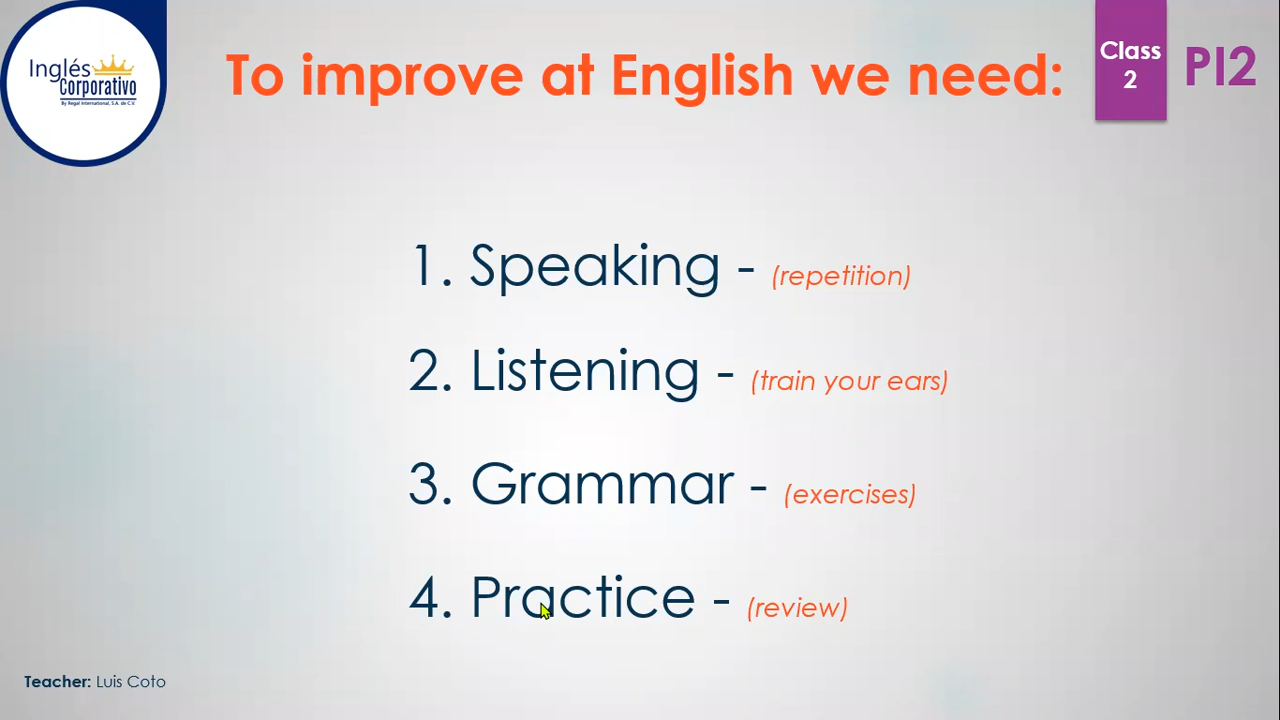 Inglés
Corporativo
By Regal International, S.A. de C.V.
To improve at English we need:
Class
2
PI2
1. Speaking - (repetition)
2. Listening - (train your ears)
3. Grammar - (exercises)
4. Practice - (review)
Teacher: Luis Coto